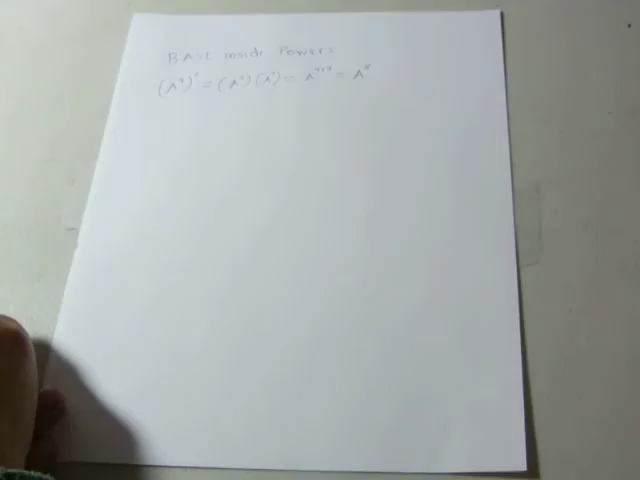 BASE inside Powers
(A⁴)² = (A⁴)(A⁴) = A⁴⁺⁴ = A⁸